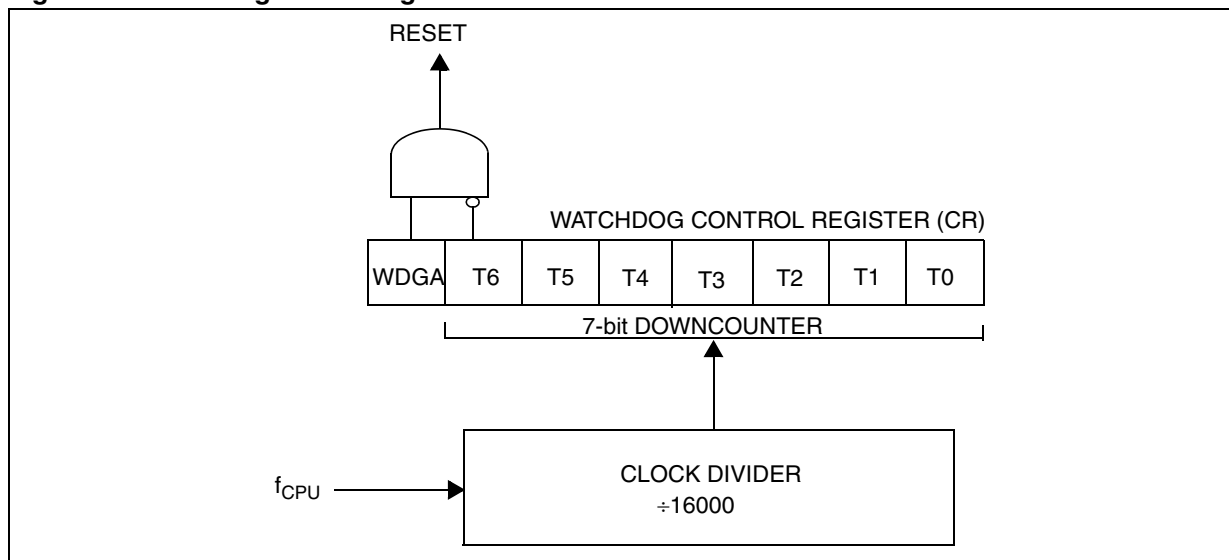 RESET
WATCHDOG CONTROL REGISTER (CR)
WDGA T6 T5 T4 T3 T2 T1 T0
7-bit DOWNCOUNTER
fCPU
CLOCK DIVIDER
÷16000